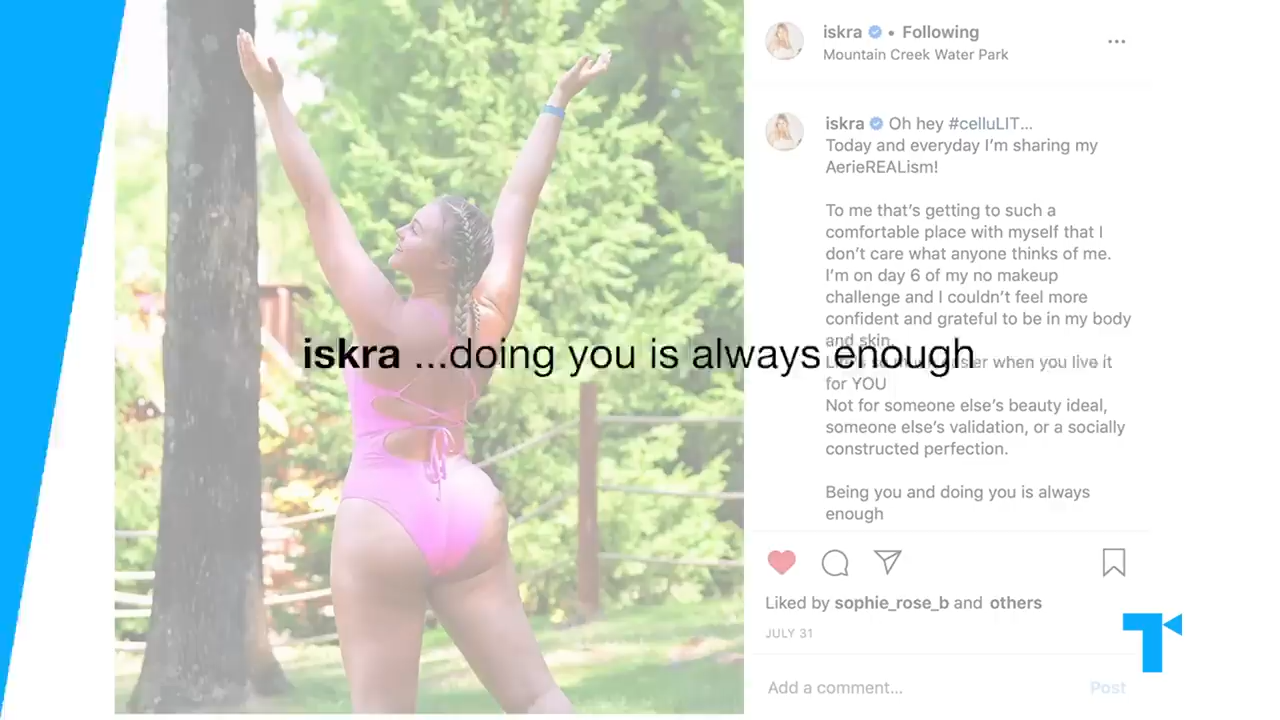 iskra • Following
Mountain Creek Water Park
iskra Oh hey #celluLIT...
Today and everyday I'm sharing my
AerieREALism!
To me that's getting to such a
comfortable place with myself that I
don't care what anyone thinks of me.
I'm on day 6 of my no makeup
challenge and I couldn't feel more
confident and grateful to be in my body
and skin
iskra ...doing you is always enough
when you live it
for YOU
Not for someone else's beauty ideal,
someone else's validation, or a socially
constructed perfection.
Being you and doing you is always
enough
Liked by sophie_rose_b and others
JULY 31
Add a comment...
Post
T